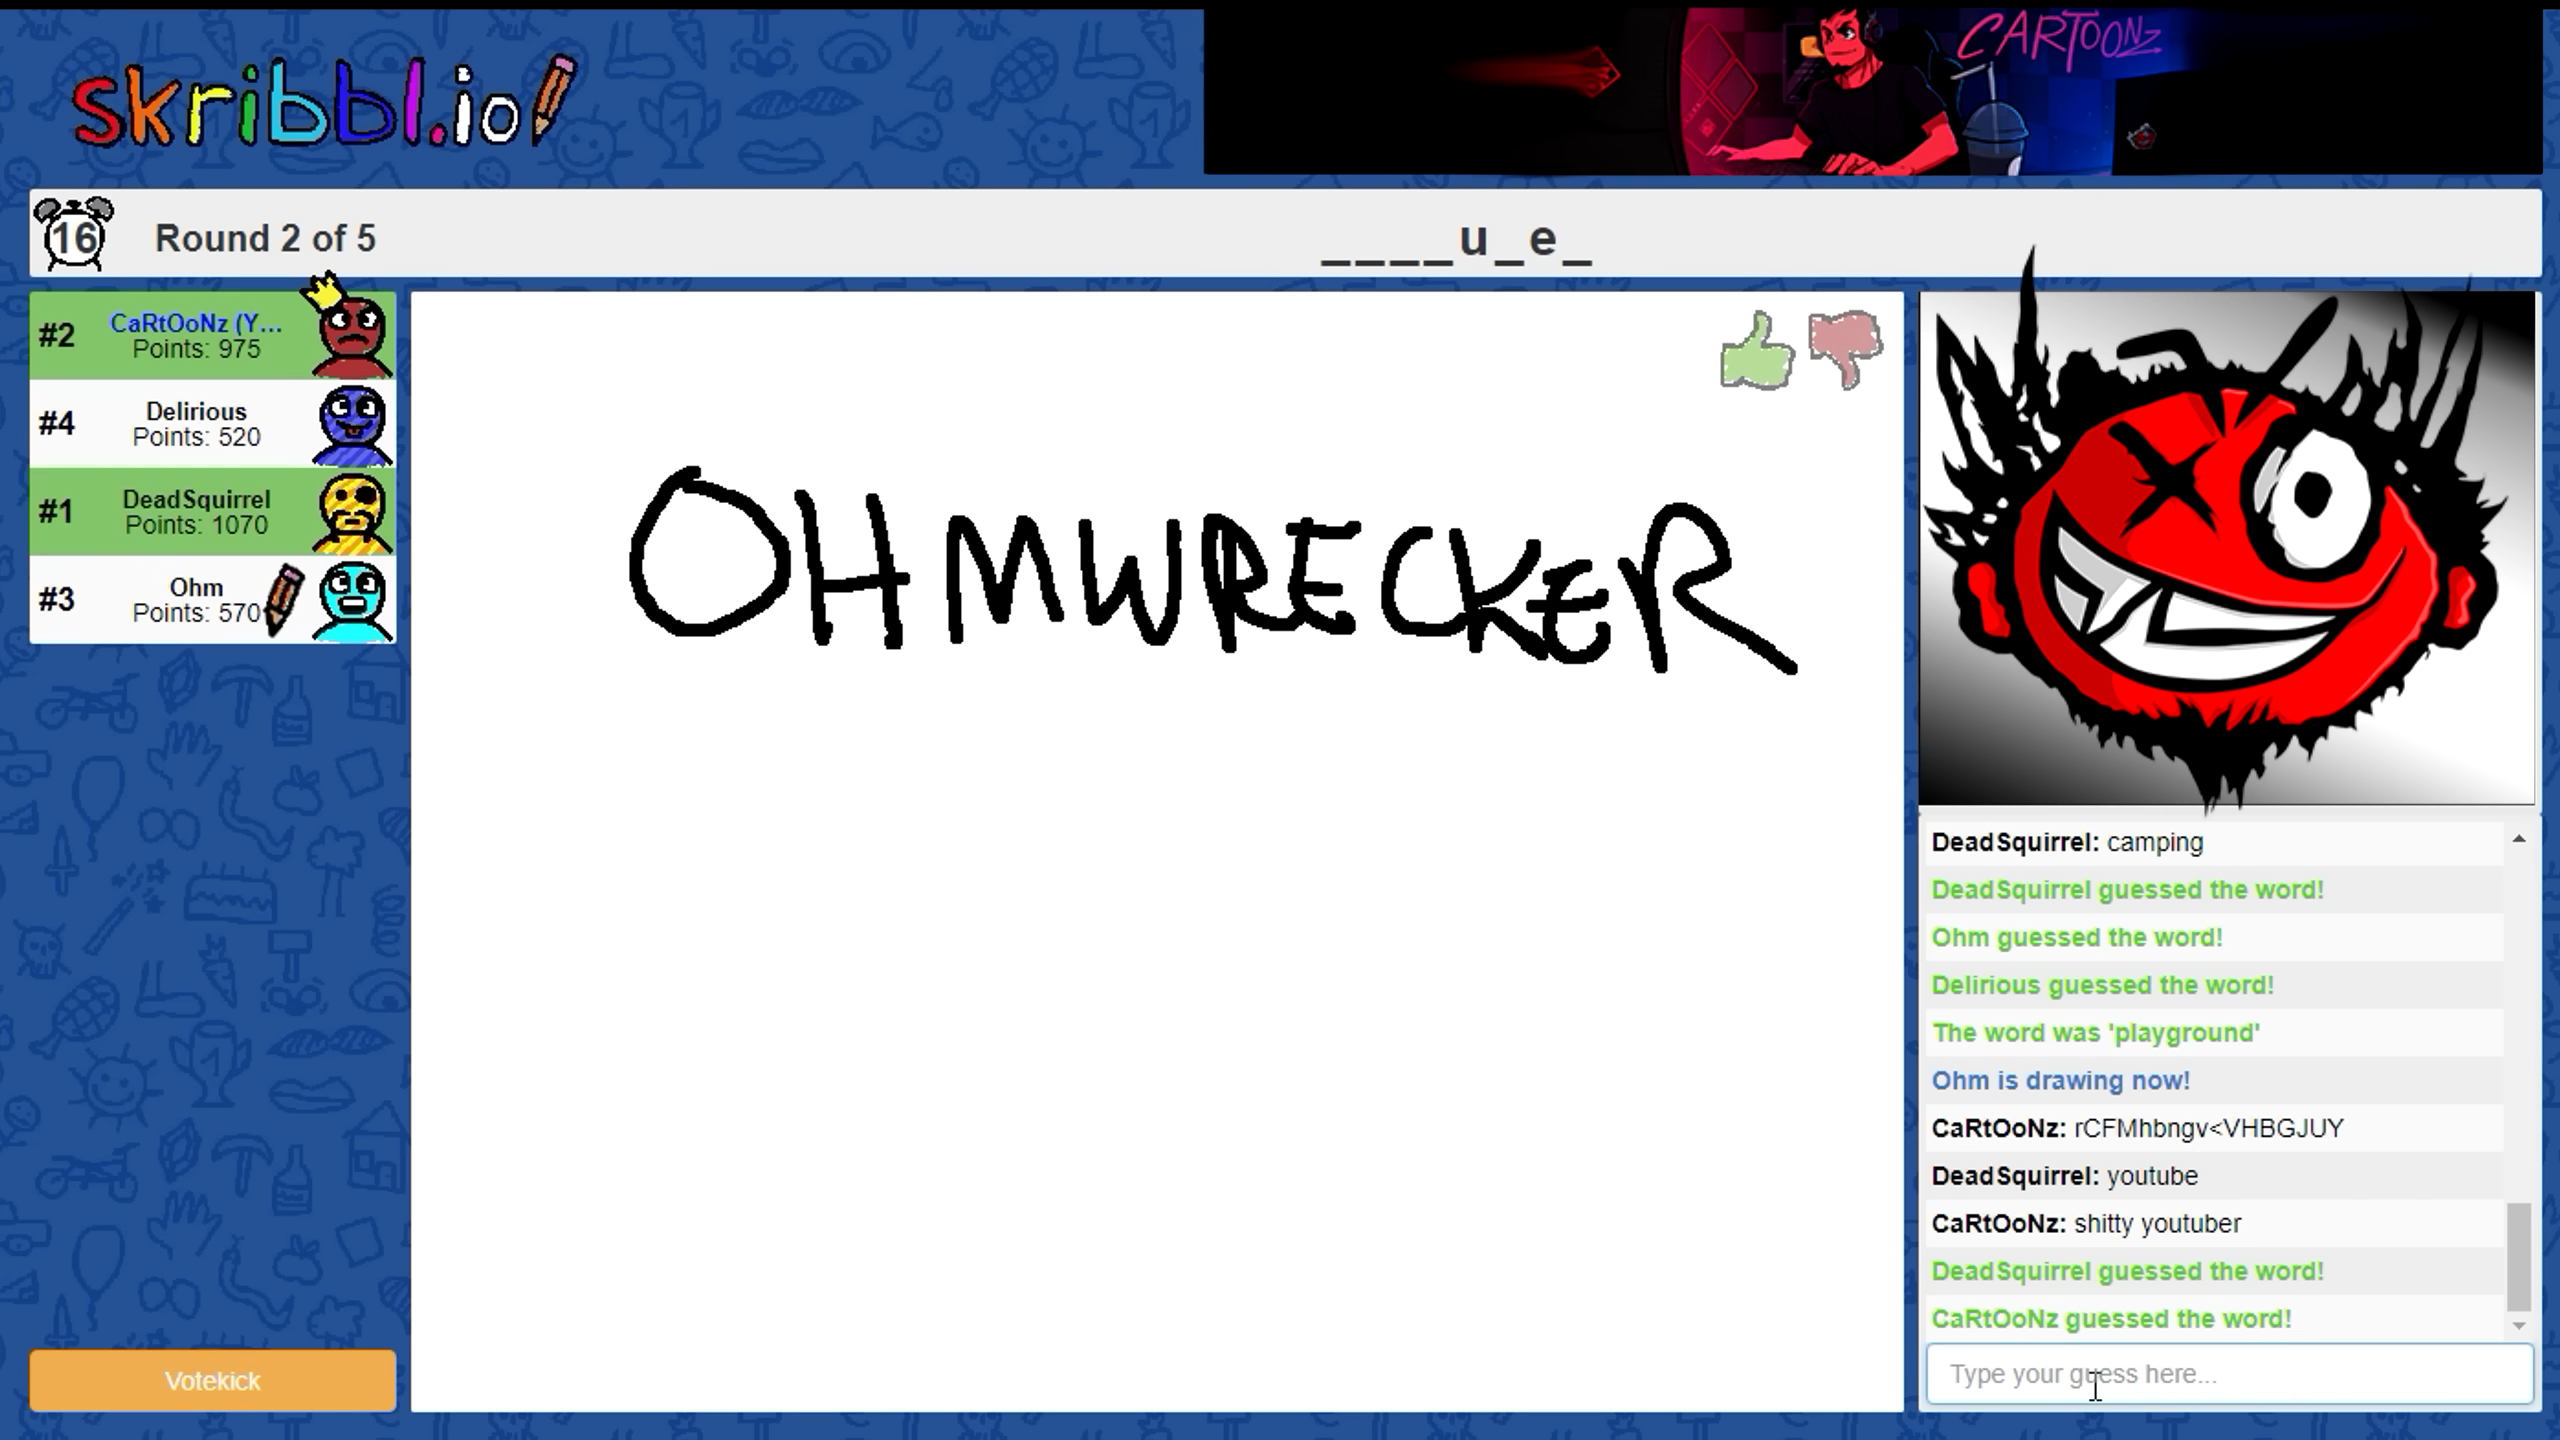 skribbl.io
CARTOONZ
16
Round 2 of 5
____u_e_
#2
CaRtOoNz (Y...
Points: 975
#4
Delirious
Points: 520
#1
DeadSquirrel
Points: 1070
#3
Ohm
Points: 570
OHMWRECKER
DeadSquirrel: camping
DeadSquirrel guessed the word!
Ohm guessed the word!
Delirious guessed the word!
The word was 'playground'
Ohm is drawing now!
CaRtOoNz: rCFMhbngv<VHBGJUY
DeadSquirrel: youtube
CaRtOoNz: shitty youtuber
DeadSquirrel guessed the word!
CaRtOoNz guessed the word!
Type your guess here...
Votekick